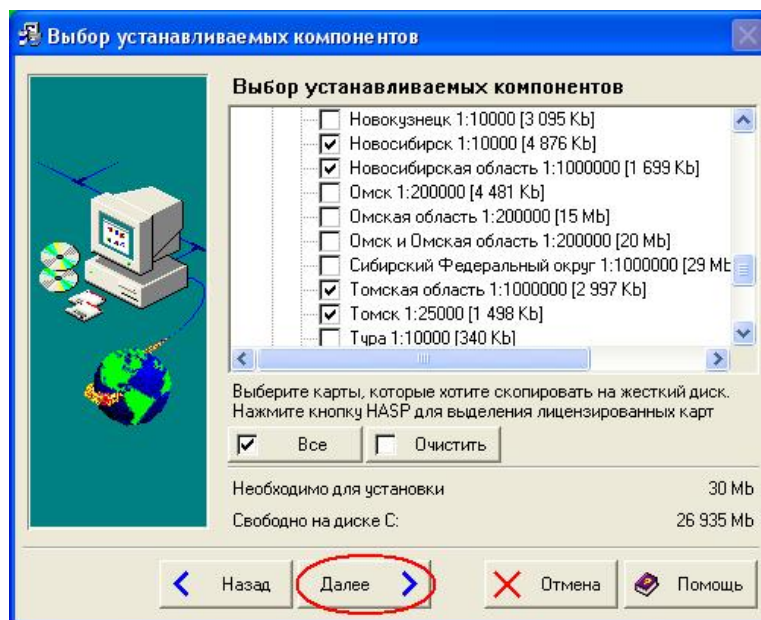 Выбор устанавливаемых компонентов
Выбор устанавливаемых компонентов
Новокузнецк 1:10000 [3 095 Kb]
Новосибирск 1:10000 [4 876 Kb]
Новосибирская область 1:1000000 [1 699 Kb]
Омск 1:200000 [4 481 Kb]
Омская область 1:200000 [15 Mb]
Омск и Омская область 1:200000 [20 Mb]
Сибирский Федеральный округ 1:1000000 [29 Mb
Томская область 1:1000000 [2 997 Kb]
Томск 1:25000 [1 498 Kb]
Тура 1:10000 [340 Kb]
Выберите карты, которые хотите скопировать на жесткий диск.
Нажмите кнопку HASP для выделения лицензированных карт
Все Очистить
Необходимо для установки 30 Mb
Свободно на диске C: 26 935 Mb
Назад Далее Отмена Помощь